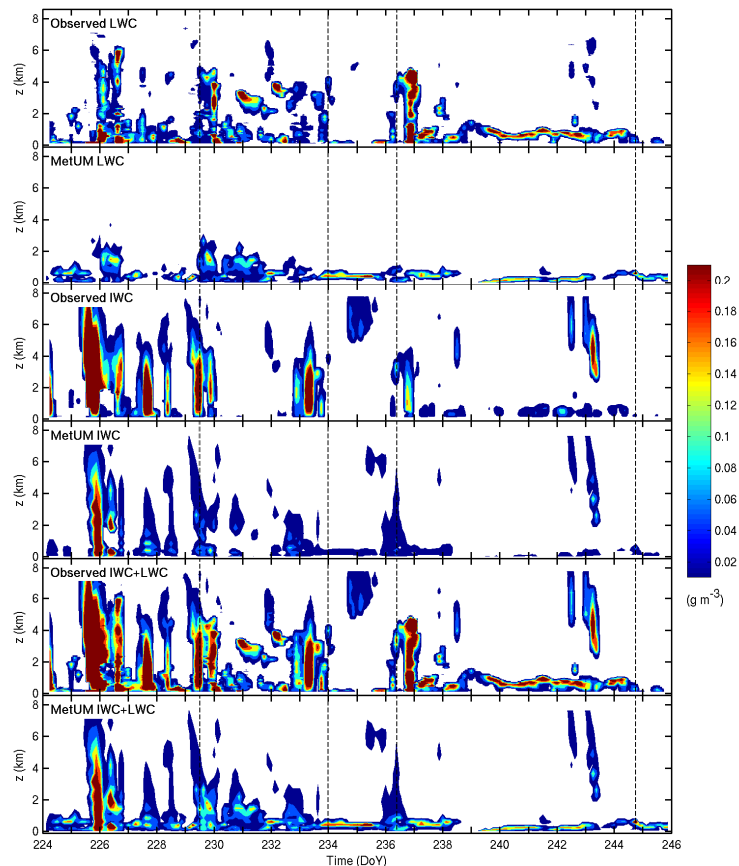 Observed LWC
8
6
4
2
0
z (km)
MetUM LWC
8
6
4
2
0
z (km)
Observed IWC
8
6
4
2
0
z (km)
MetUM IWC
8
6
4
2
0
z (km)
Observed IWC+LWC
8
6
4
2
0
z (km)
MetUM IWC+LWC
8
6
4
2
0
z (km)
224 226 228 230 232 234 236 238 240 242 244 246
Time (DoY)
0.2
0.18
0.16
0.14
0.12
0.1
0.08
0.06
0.04
0.02
(g m-3)